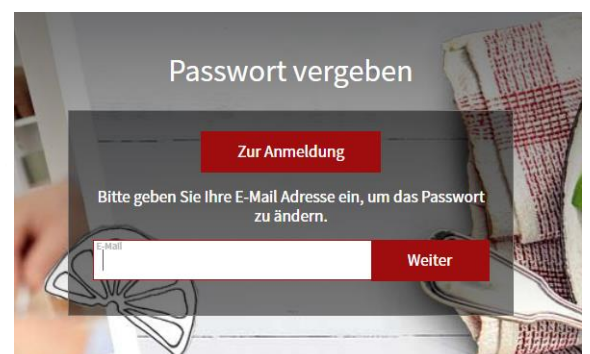 Passwort vergeben
Zur Anmeldung
Bitte geben Sie Ihre E-Mail Adresse ein, um das Passwort
zu ändern.
E-Mail
Weiter